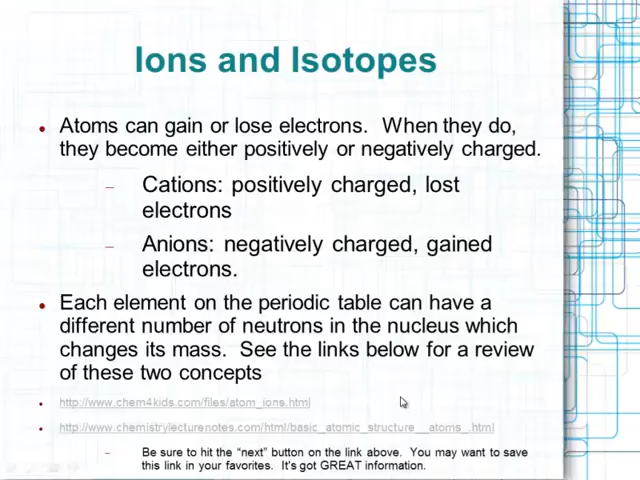 Ions and Isotopes
Atoms can gain or lose electrons. When they do,
they become either positively or negatively charged.
Cations: positively charged, lost
electrons
Anions: negatively charged, gained
electrons.
Each element on the periodic table can have a
different number of neutrons in the nucleus which
changes its mass. See the links below for a review
of these two concepts
http://www.chem4kids.com/files/atom_ions.html
http://www.chemistrylecturenotes.com/html/basic_atomic_structure__atoms_.html
Be sure to hit the “next” button on the link above. You may want to save
this link in your favorites. It's got GREAT information.